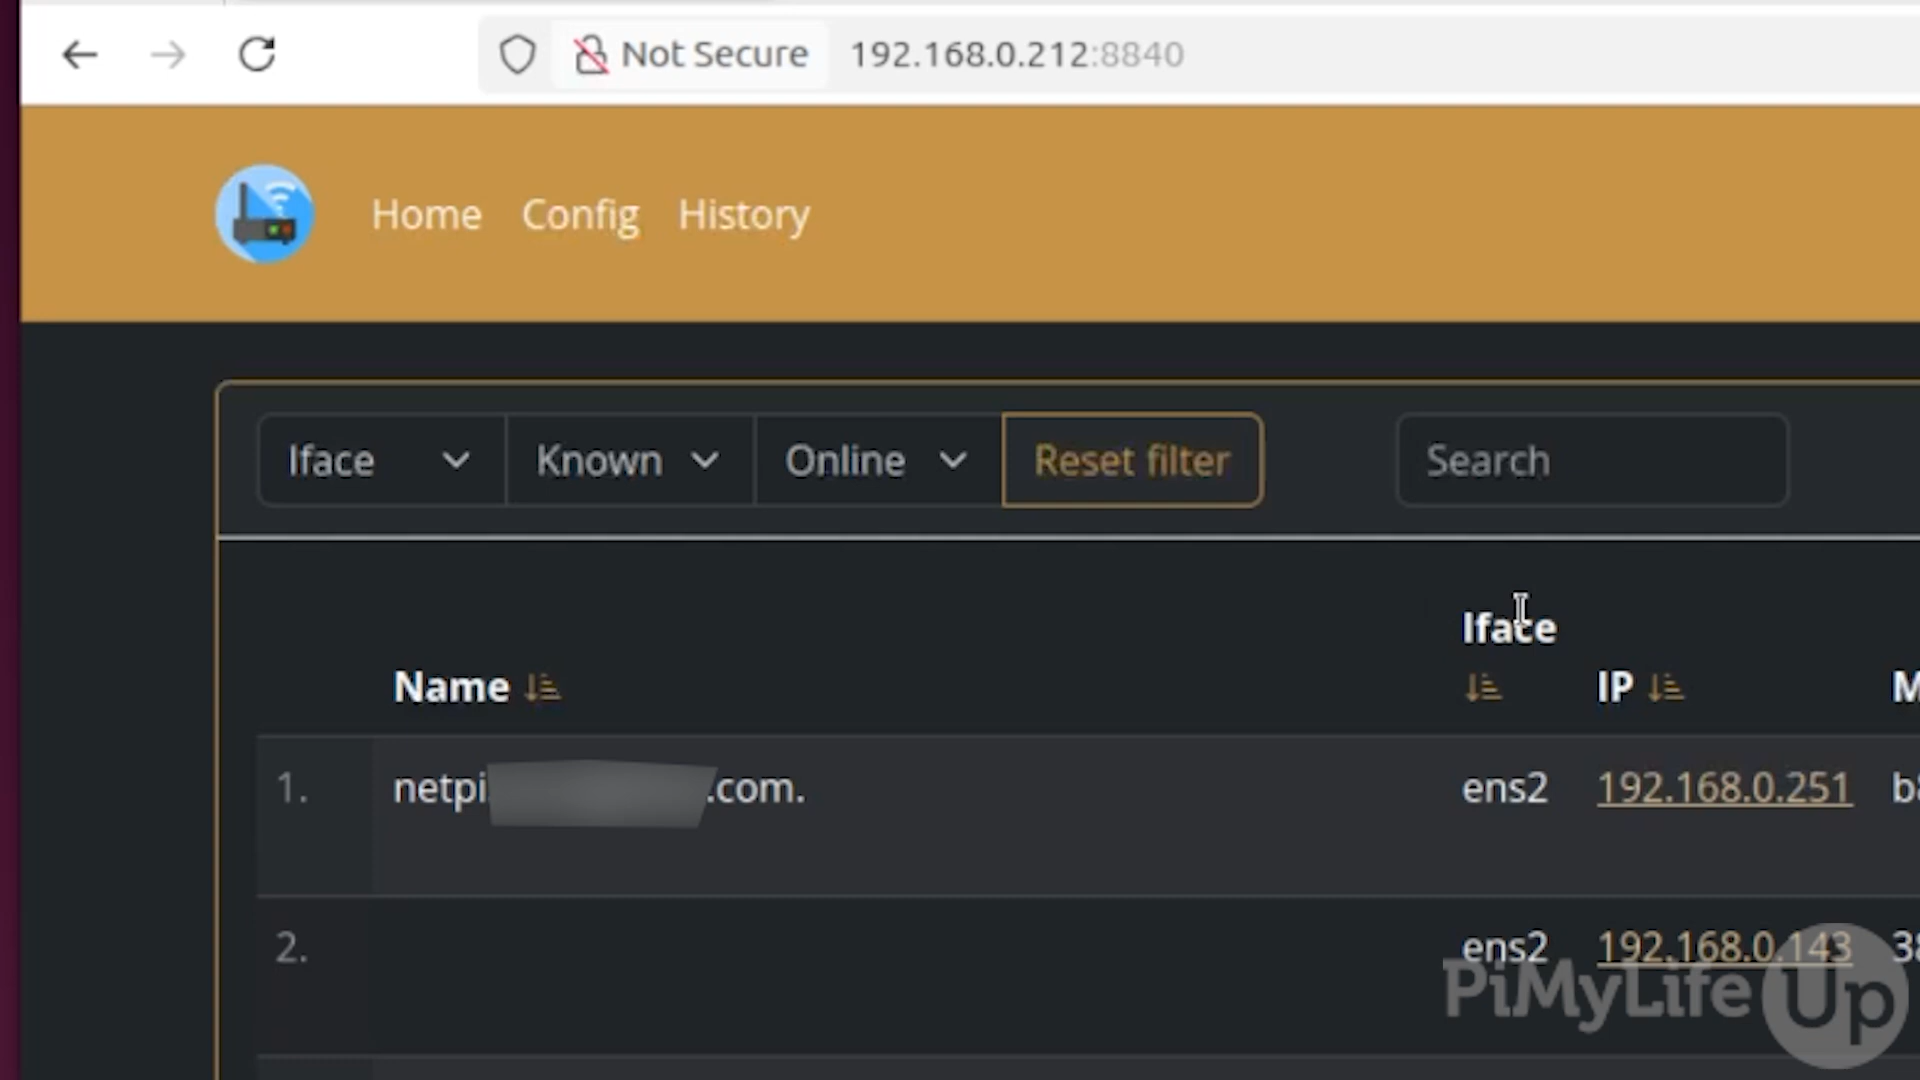 Not Secure 192.168.0.212:8840
Home Config History
Iface Known Online Reset filter Search
Name Iface IP
1. netpi .com. ens2 192.168.0.251
2. ens2 192.168.0.143
PiMyLifeUp